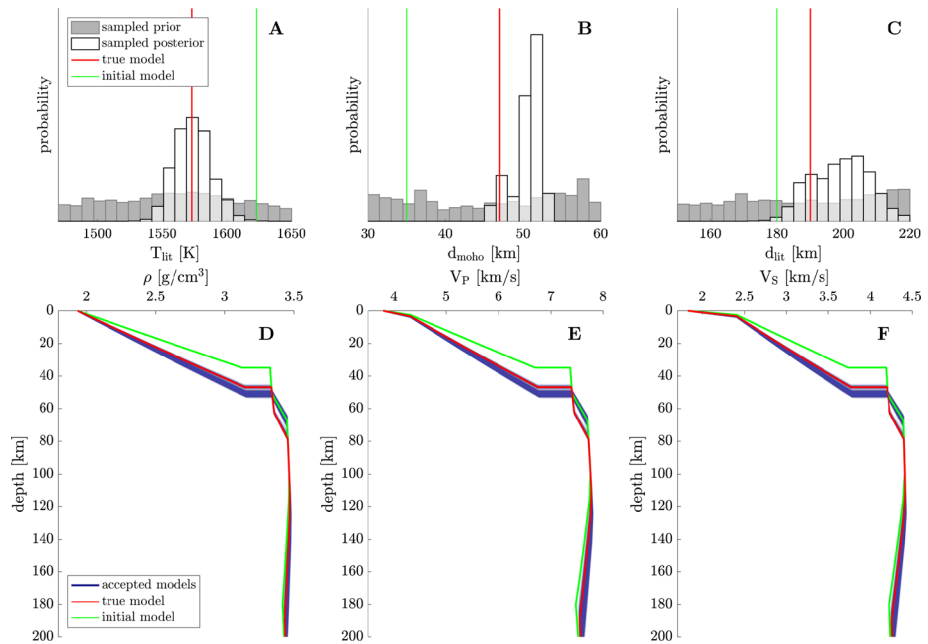 sampled prior
sampled posterior
true model
initial model
A
B
C
probability
probability
probability
1500 1550 1600 1650
30 40 50 60
160 180 200 220
T_lit [K]
d_moho [km]
d_lit [km]
ρ [g/cm³]
V_P [km/s]
V_S [km/s]
2 2.5 3 3.5
4 5 6 7 8
2 2.5 3 3.5 4 4.5
D
E
F
0
20
40
60
80
100
120
140
160
180
200
depth [km]
0
20
40
60
80
100
120
140
160
180
200
depth [km]
0
20
40
60
80
100
120
140
160
180
200
depth [km]
accepted models
true model
initial model